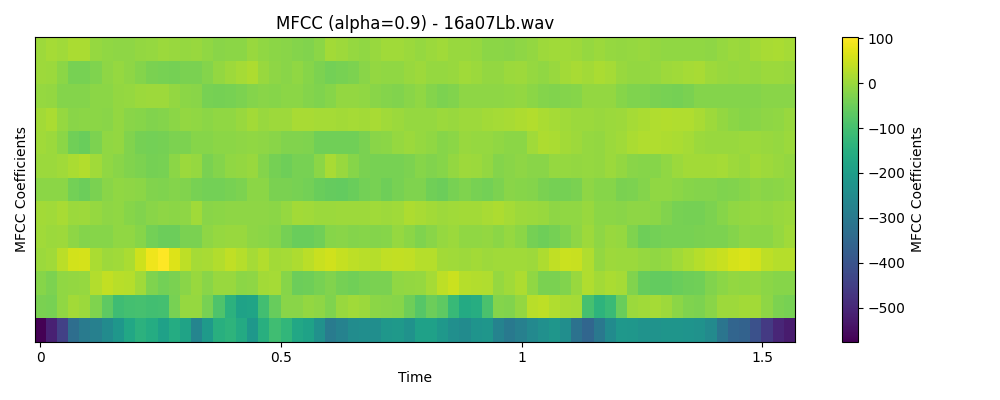 MFCC (alpha=0.9) - 16a07Lb.wav
MFCC Coefficients
0
0.5
1
1.5
Time
100
0
−100
−200
−300
−400
−500
MFCC Coefficients